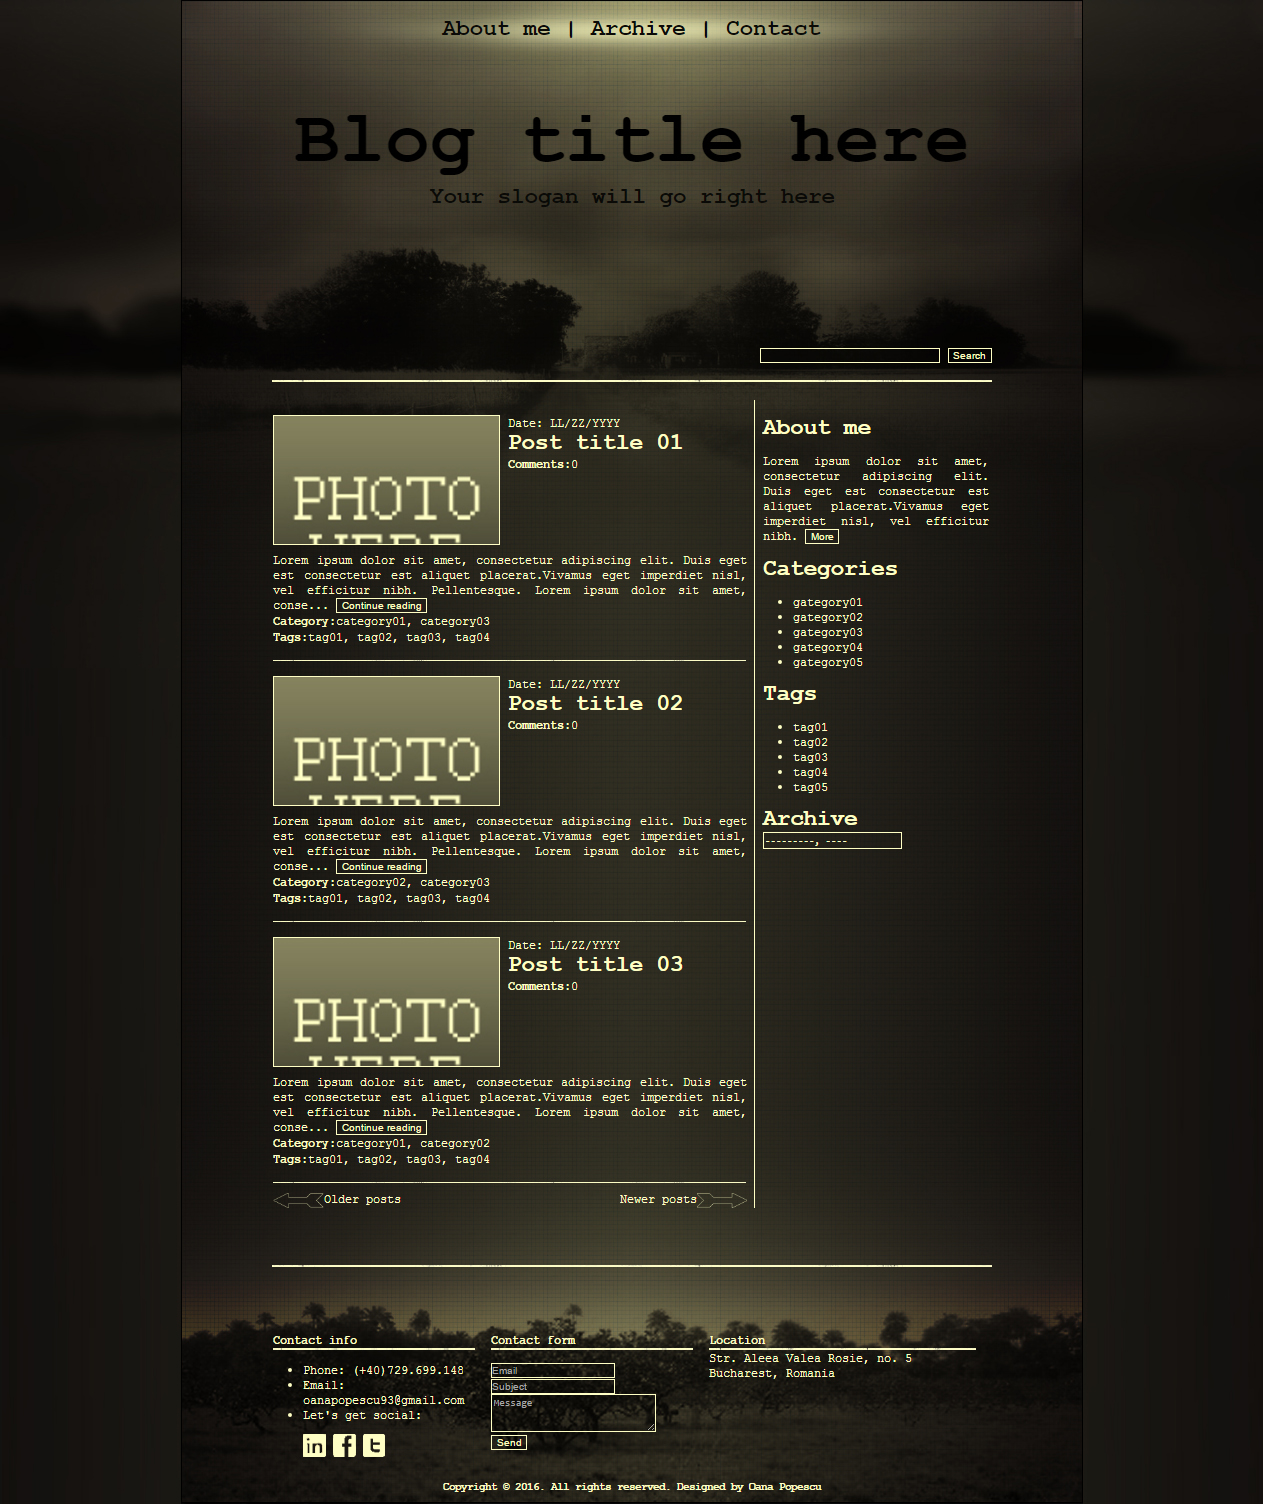 About me | Archive | Contact
Blog title here
Your slogan will go right here
Search
Date: LL/ZZ/YYYY
Post title 01
Comments:0
PHOTO
HERE
Lorem ipsum dolor sit amet, consectetur adipiscing elit. Duis eget
est consectetur est aliquet placerat.Vivamus eget imperdiet nisl,
vel efficitur nibh. Pellentesque. Lorem ipsum dolor sit amet,
conse... Continue reading
Category:category01, category03
Tags:tag01, tag02, tag03, tag04
Date: LL/ZZ/YYYY
Post title 02
Comments:0
PHOTO
HERE
Lorem ipsum dolor sit amet, consectetur adipiscing elit. Duis eget
est consectetur est aliquet placerat.Vivamus eget imperdiet nisl,
vel efficitur nibh. Pellentesque. Lorem ipsum dolor sit amet,
conse... Continue reading
Category:category02, category03
Tags:tag01, tag02, tag03, tag04
Date: LL/ZZ/YYYY
Post title 03
Comments:0
PHOTO
HERE
Lorem ipsum dolor sit amet, consectetur adipiscing elit. Duis eget
est consectetur est aliquet placerat.Vivamus eget imperdiet nisl,
vel efficitur nibh. Pellentesque. Lorem ipsum dolor sit amet,
conse... Continue reading
Category:category01, category02
Tags:tag01, tag02, tag03, tag04
Older posts
Newer posts
About me
Lorem ipsum dolor sit amet,
consectetur adipiscing elit.
Duis eget est consectetur est
aliquet placerat.Vivamus eget
imperdiet nisl, vel efficitur
nibh. More
Categories
gategory01
gategory02
gategory03
gategory04
gategory05
Tags
tag01
tag02
tag03
tag04
tag05
Archive
---------, ----
Contact info
Phone: (+40)729.699.148
Email:
oanapopescu93@gmail.com
Let's get social:
in f t
Contact form
Email
Subject
Message
Send
Location
Str. Aleea Valea Rosie, no. 5
Bucharest, Romania
Copyright © 2016. All rights reserved. Designed by Oana Popescu